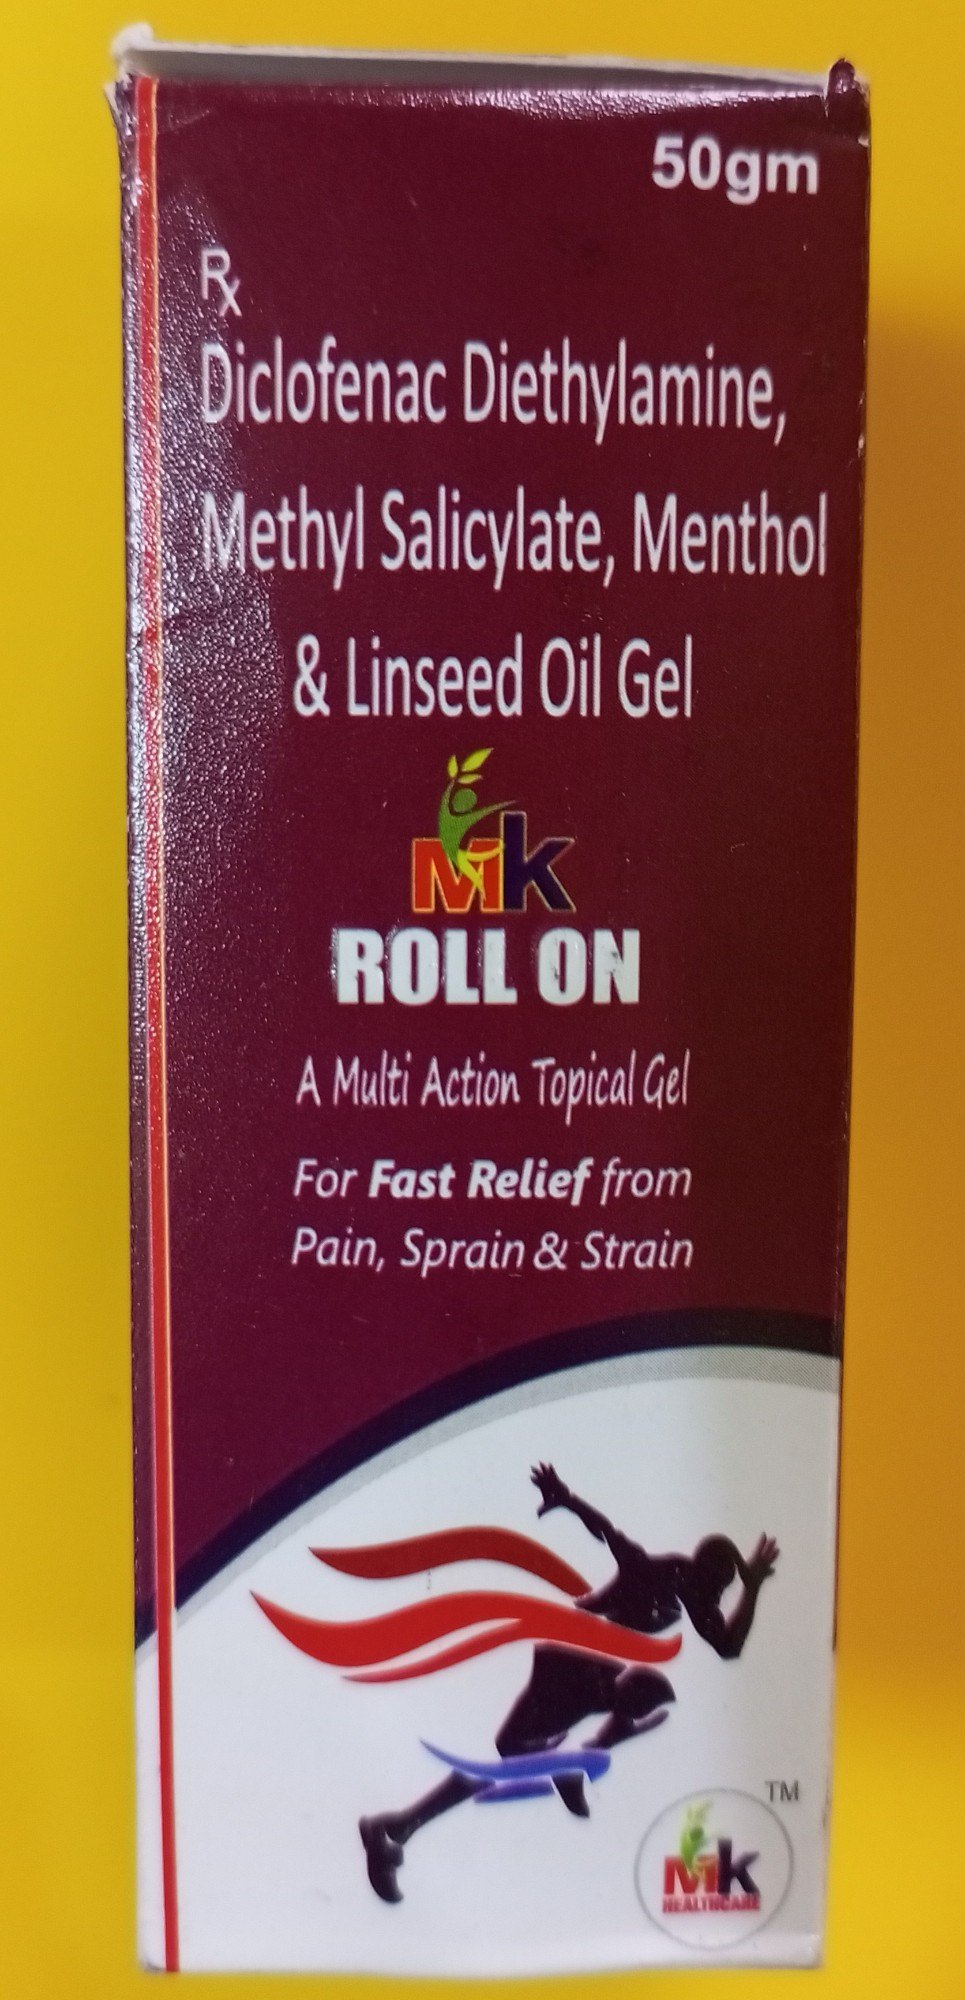 50gm
Rx
Diclofenac Diethylamine,
Methyl Salicylate, Menthol
& Linseed Oil Gel
MK
ROLL ON
A Multi Action Topical Gel
For Fast Relief from
Pain, Sprain & Strain
TM
MK
HEALTHCARE